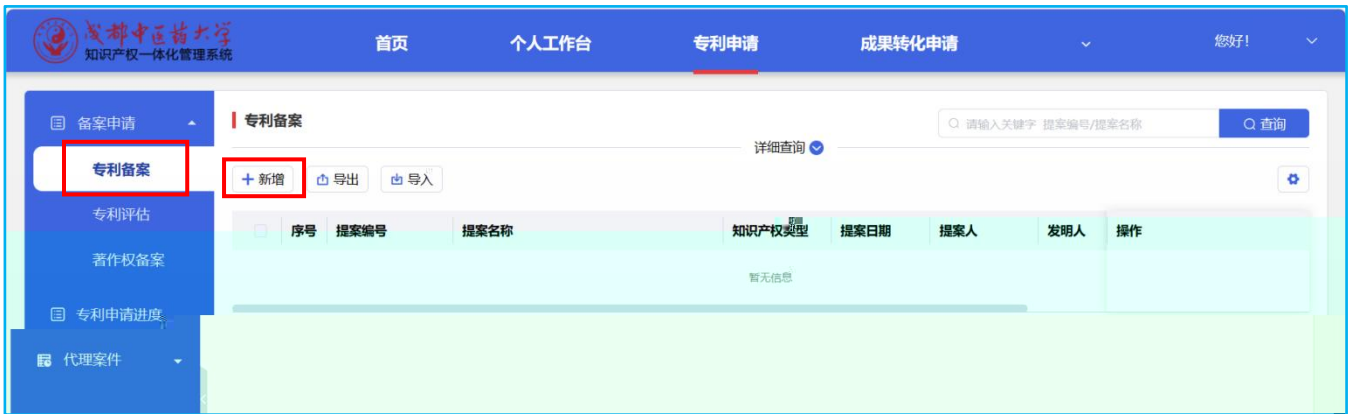 成都中医药大学
知识产权一体化管理系统
首页
个人工作台
专利申请
成果转化申请
您好!
备案申请
专利备案
专利评估
著作权备案
专利申请进度
代理案件
专利备案
请输入关键字 提案编号/提案名称
查询
详细查询
新增
导出
导入
序号 提案编号 提案名称 知识产权类型 提案日期 提案人 发明人 操作
暂无信息